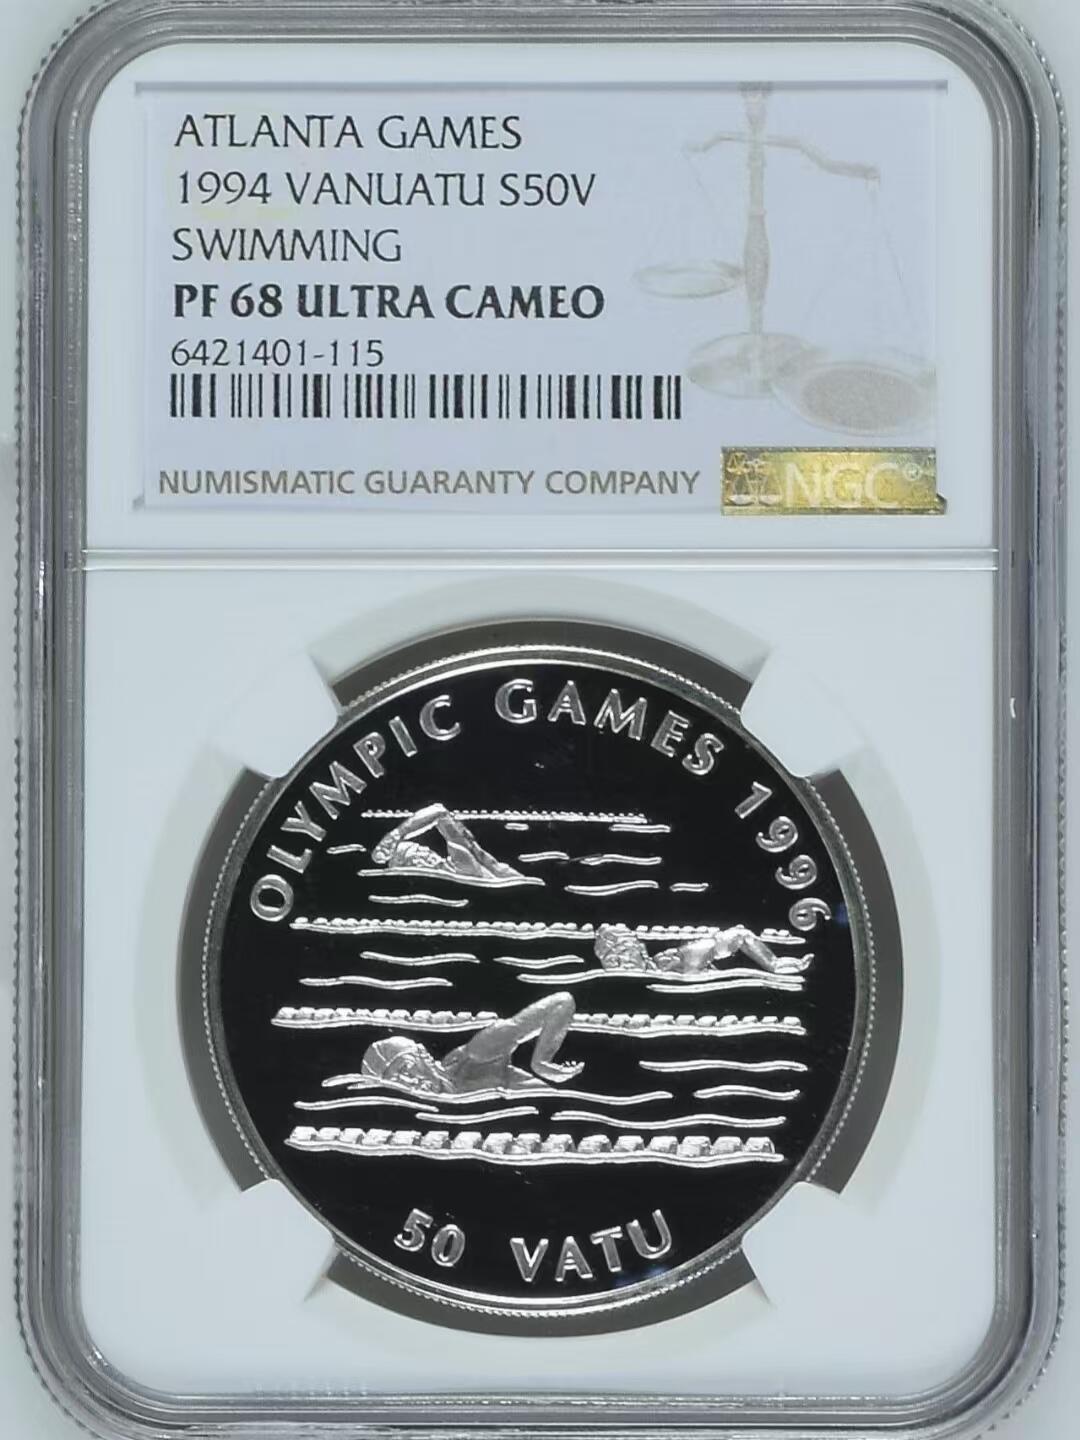 ATLANTA GAMES
1994 VANUATU S50V
SWIMMING
PF 68 ULTRA CAMEO
6421401-115
NUMISMATIC GUARANTY COMPANY
NGC®
OLYMPIC GAMES 1996
50 VATU